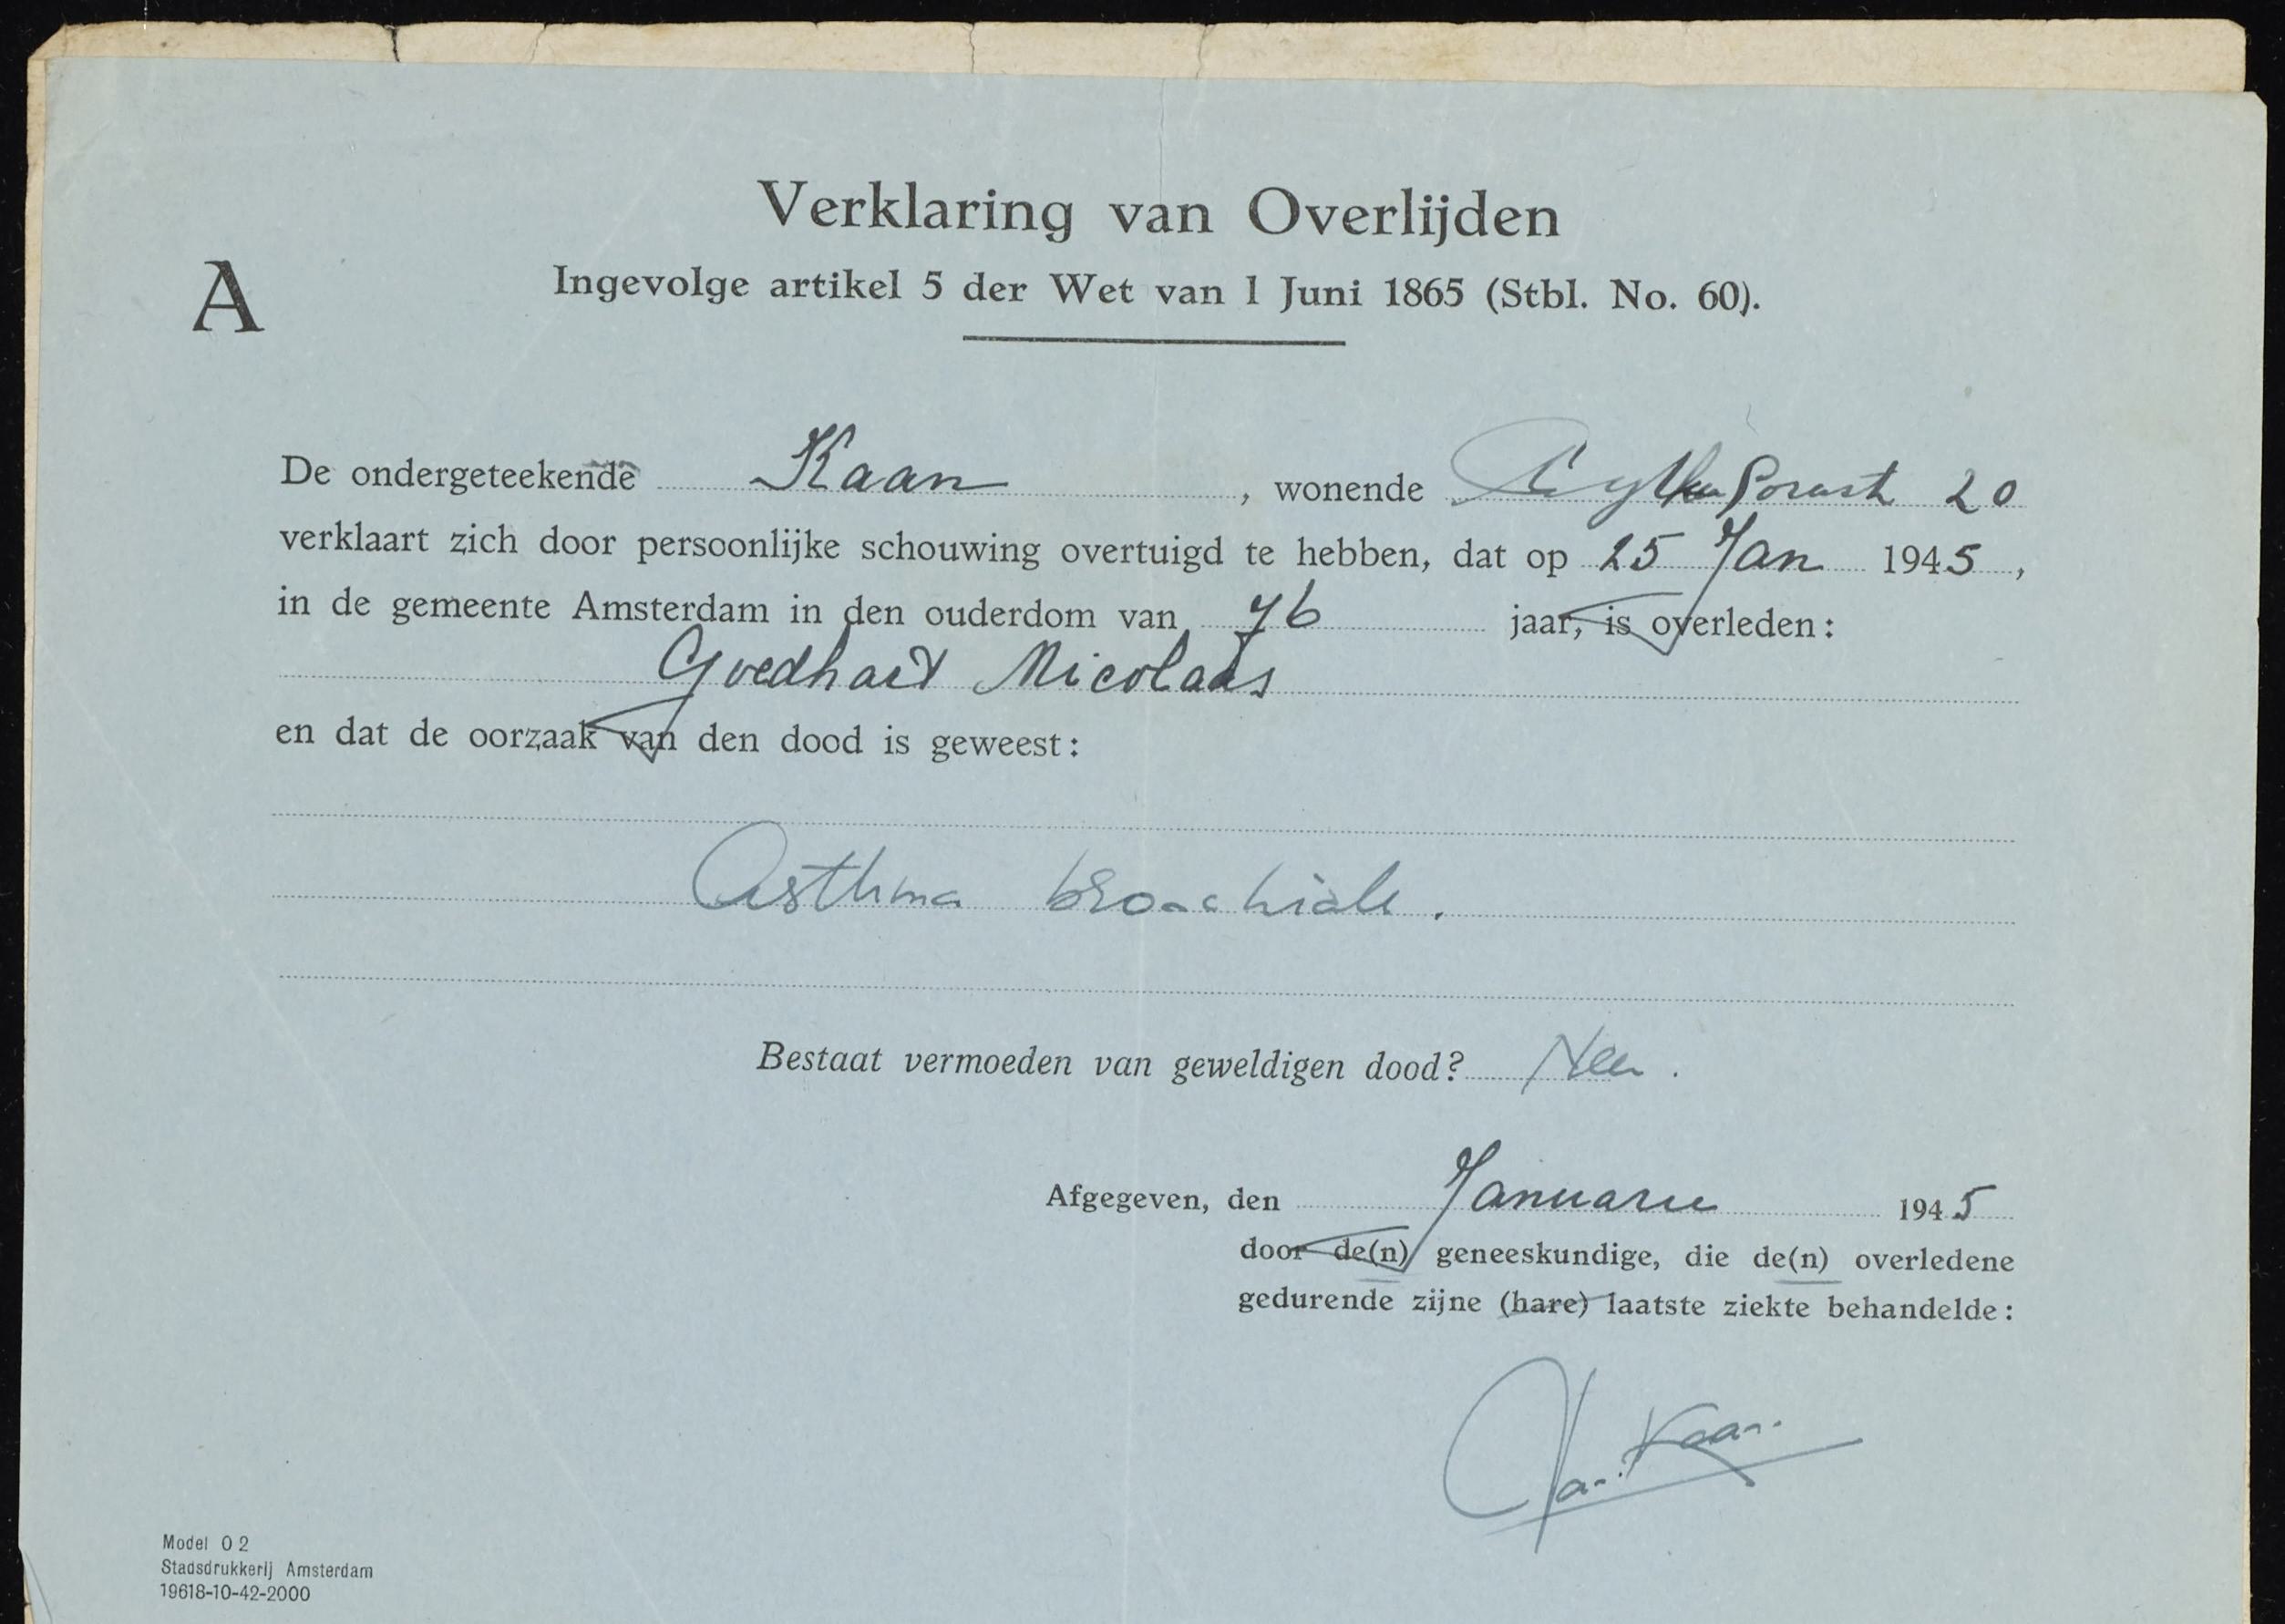 Verklaring van Overlijden
A
Ingevolge artikel 5 der Wet van 1 Juni 1865 (Stbl. No. 60).
De ondergeteekende Kaan, wonende 20
verklaart zich door persoonlijke schouwing overtuigd te hebben, dat op 25 Jan 1945,
in de gemeente Amsterdam in den ouderdom van 76 jaar, is overleden:
Goedhart Nicolaas
en dat de oorzaak van den dood is geweest:
Asthma bronchiale.
Bestaat vermoeden van geweldigen dood? Neen.
Afgegeven, den Januarie 1945
door de(n) geneeskundige, die de(n) overledene
gedurende zijne (hare) laatste ziekte behandelde:
Jan Kaan
Model O 2
Stadsdrukkerij Amsterdam
19618-10-42-2000